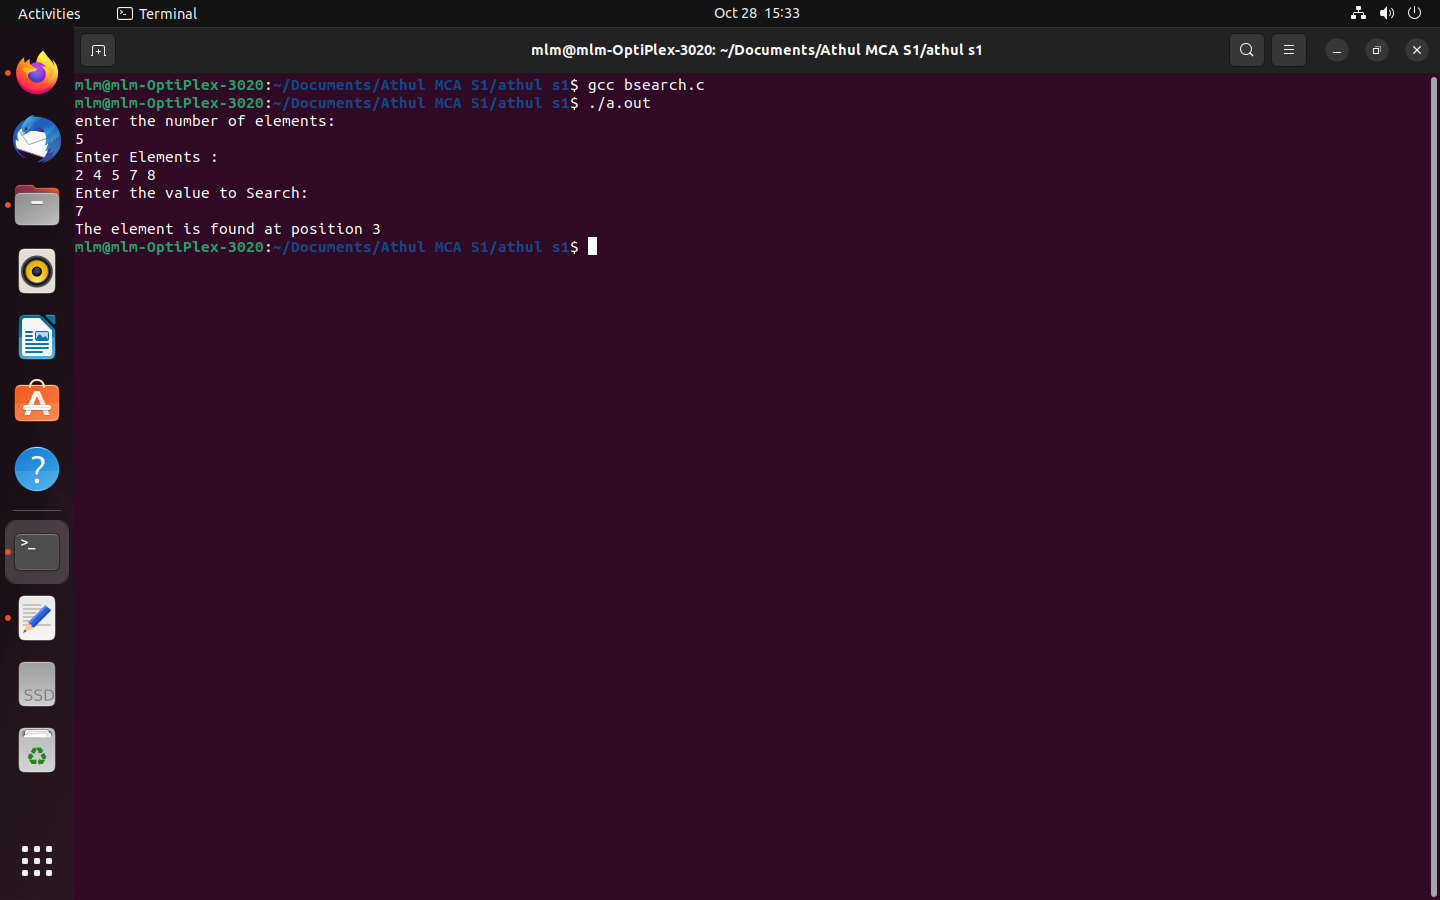 Activities
Terminal
Oct 28 15:33
mlm@mlm-OptiPlex-3020: ~/Documents/Athul MCA S1/athul s1
mlm@mlm-OptiPlex-3020:~/Documents/Athul MCA S1/athul s1$ gcc bsearch.c
mlm@mlm-OptiPlex-3020:~/Documents/Athul MCA S1/athul s1$ ./a.out
enter the number of elements:
5
Enter Elements :
2 4 5 7 8
Enter the value to Search:
7
The element is found at position 3
mlm@mlm-OptiPlex-3020:~/Documents/Athul MCA S1/athul s1$
?
>_
SSD